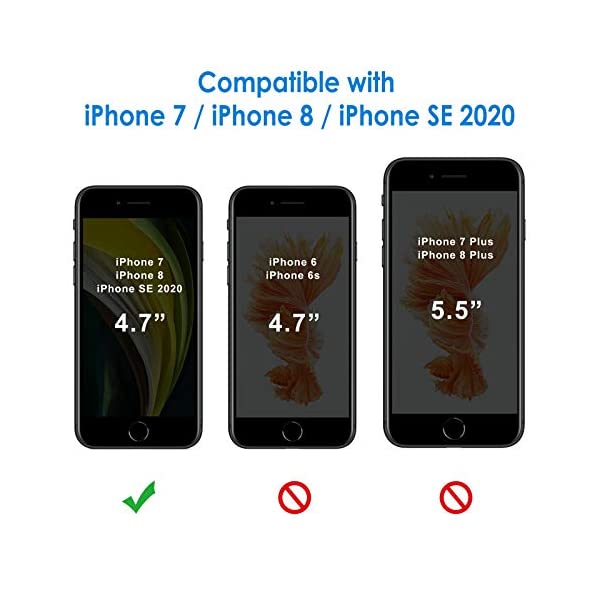 Compatible with
iPhone 7 / iPhone 8 / iPhone SE 2020
iPhone 7
iPhone 8
iPhone SE 2020
4.7”
iPhone 6
iPhone 6s
4.7”
iPhone 7 Plus
iPhone 8 Plus
5.5”